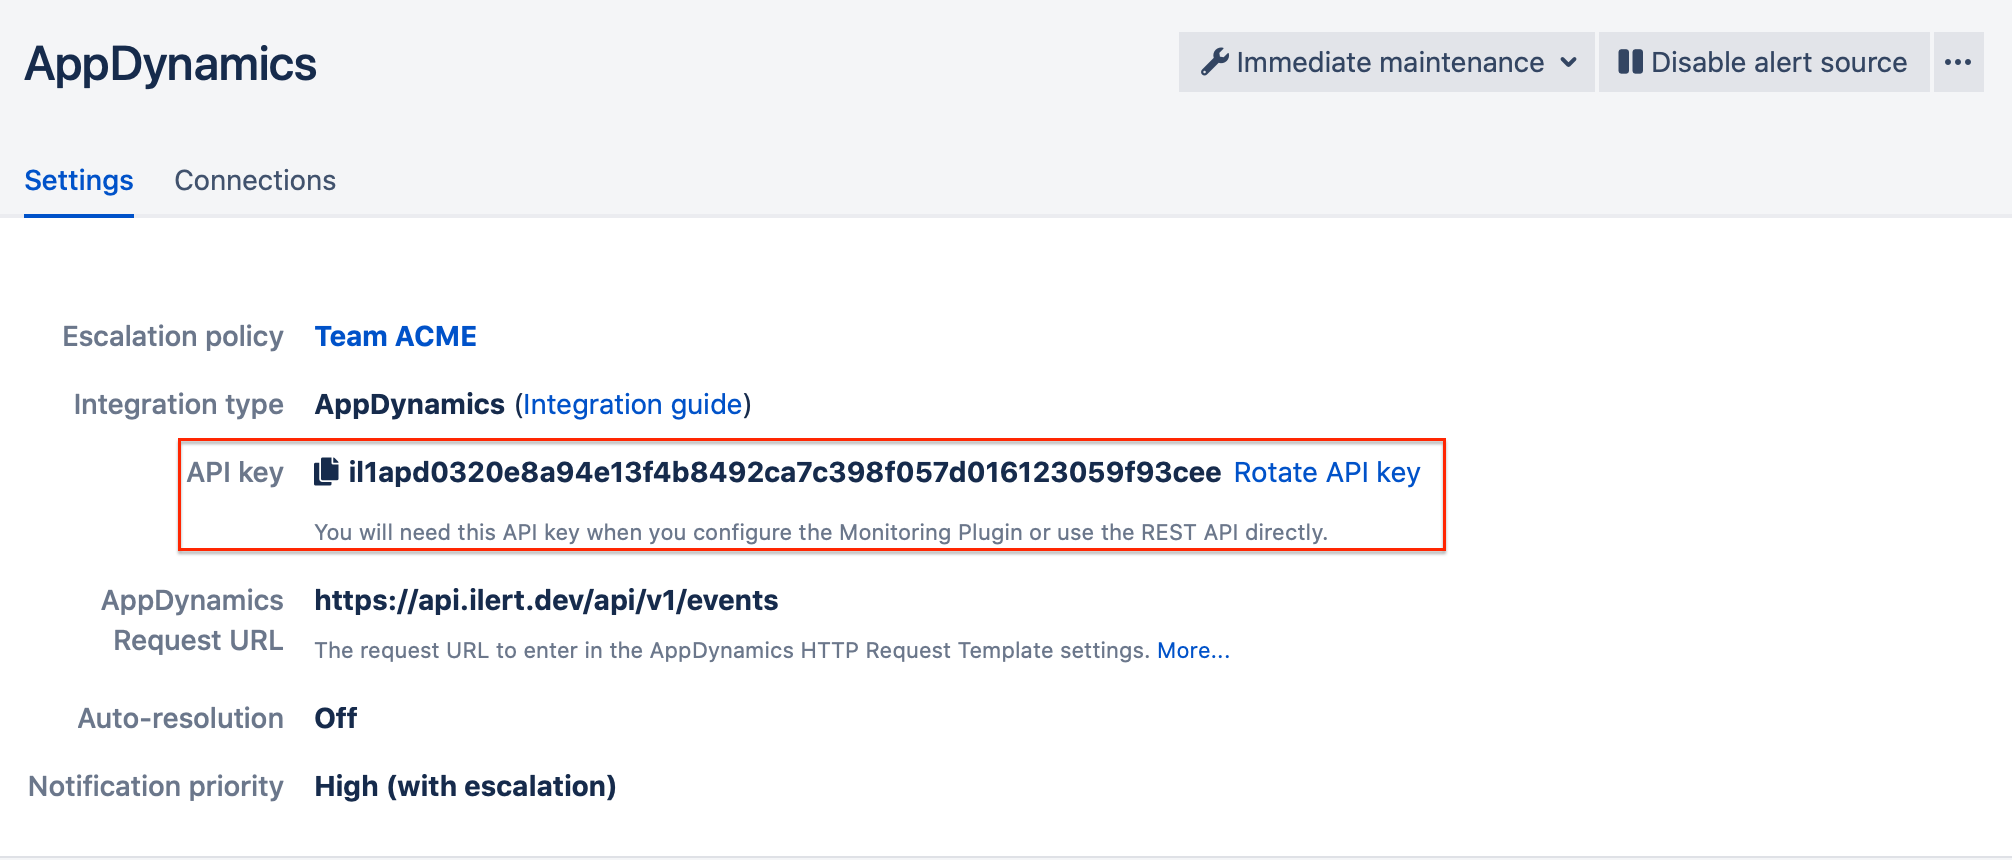 AppDynamics
Immediate maintenance
Disable alert source
Settings
Connections
Escalation policy Team ACME
Integration type AppDynamics (Integration guide)
API key il1apd0320e8a94e13f4b8492ca7c398f057d016123059f93cee Rotate API key
You will need this API key when you configure the Monitoring Plugin or use the REST API directly.
AppDynamics https://api.ilert.dev/api/v1/events
Request URL
The request URL to enter in the AppDynamics HTTP Request Template settings. More...
Auto-resolution Off
Notification priority High (with escalation)